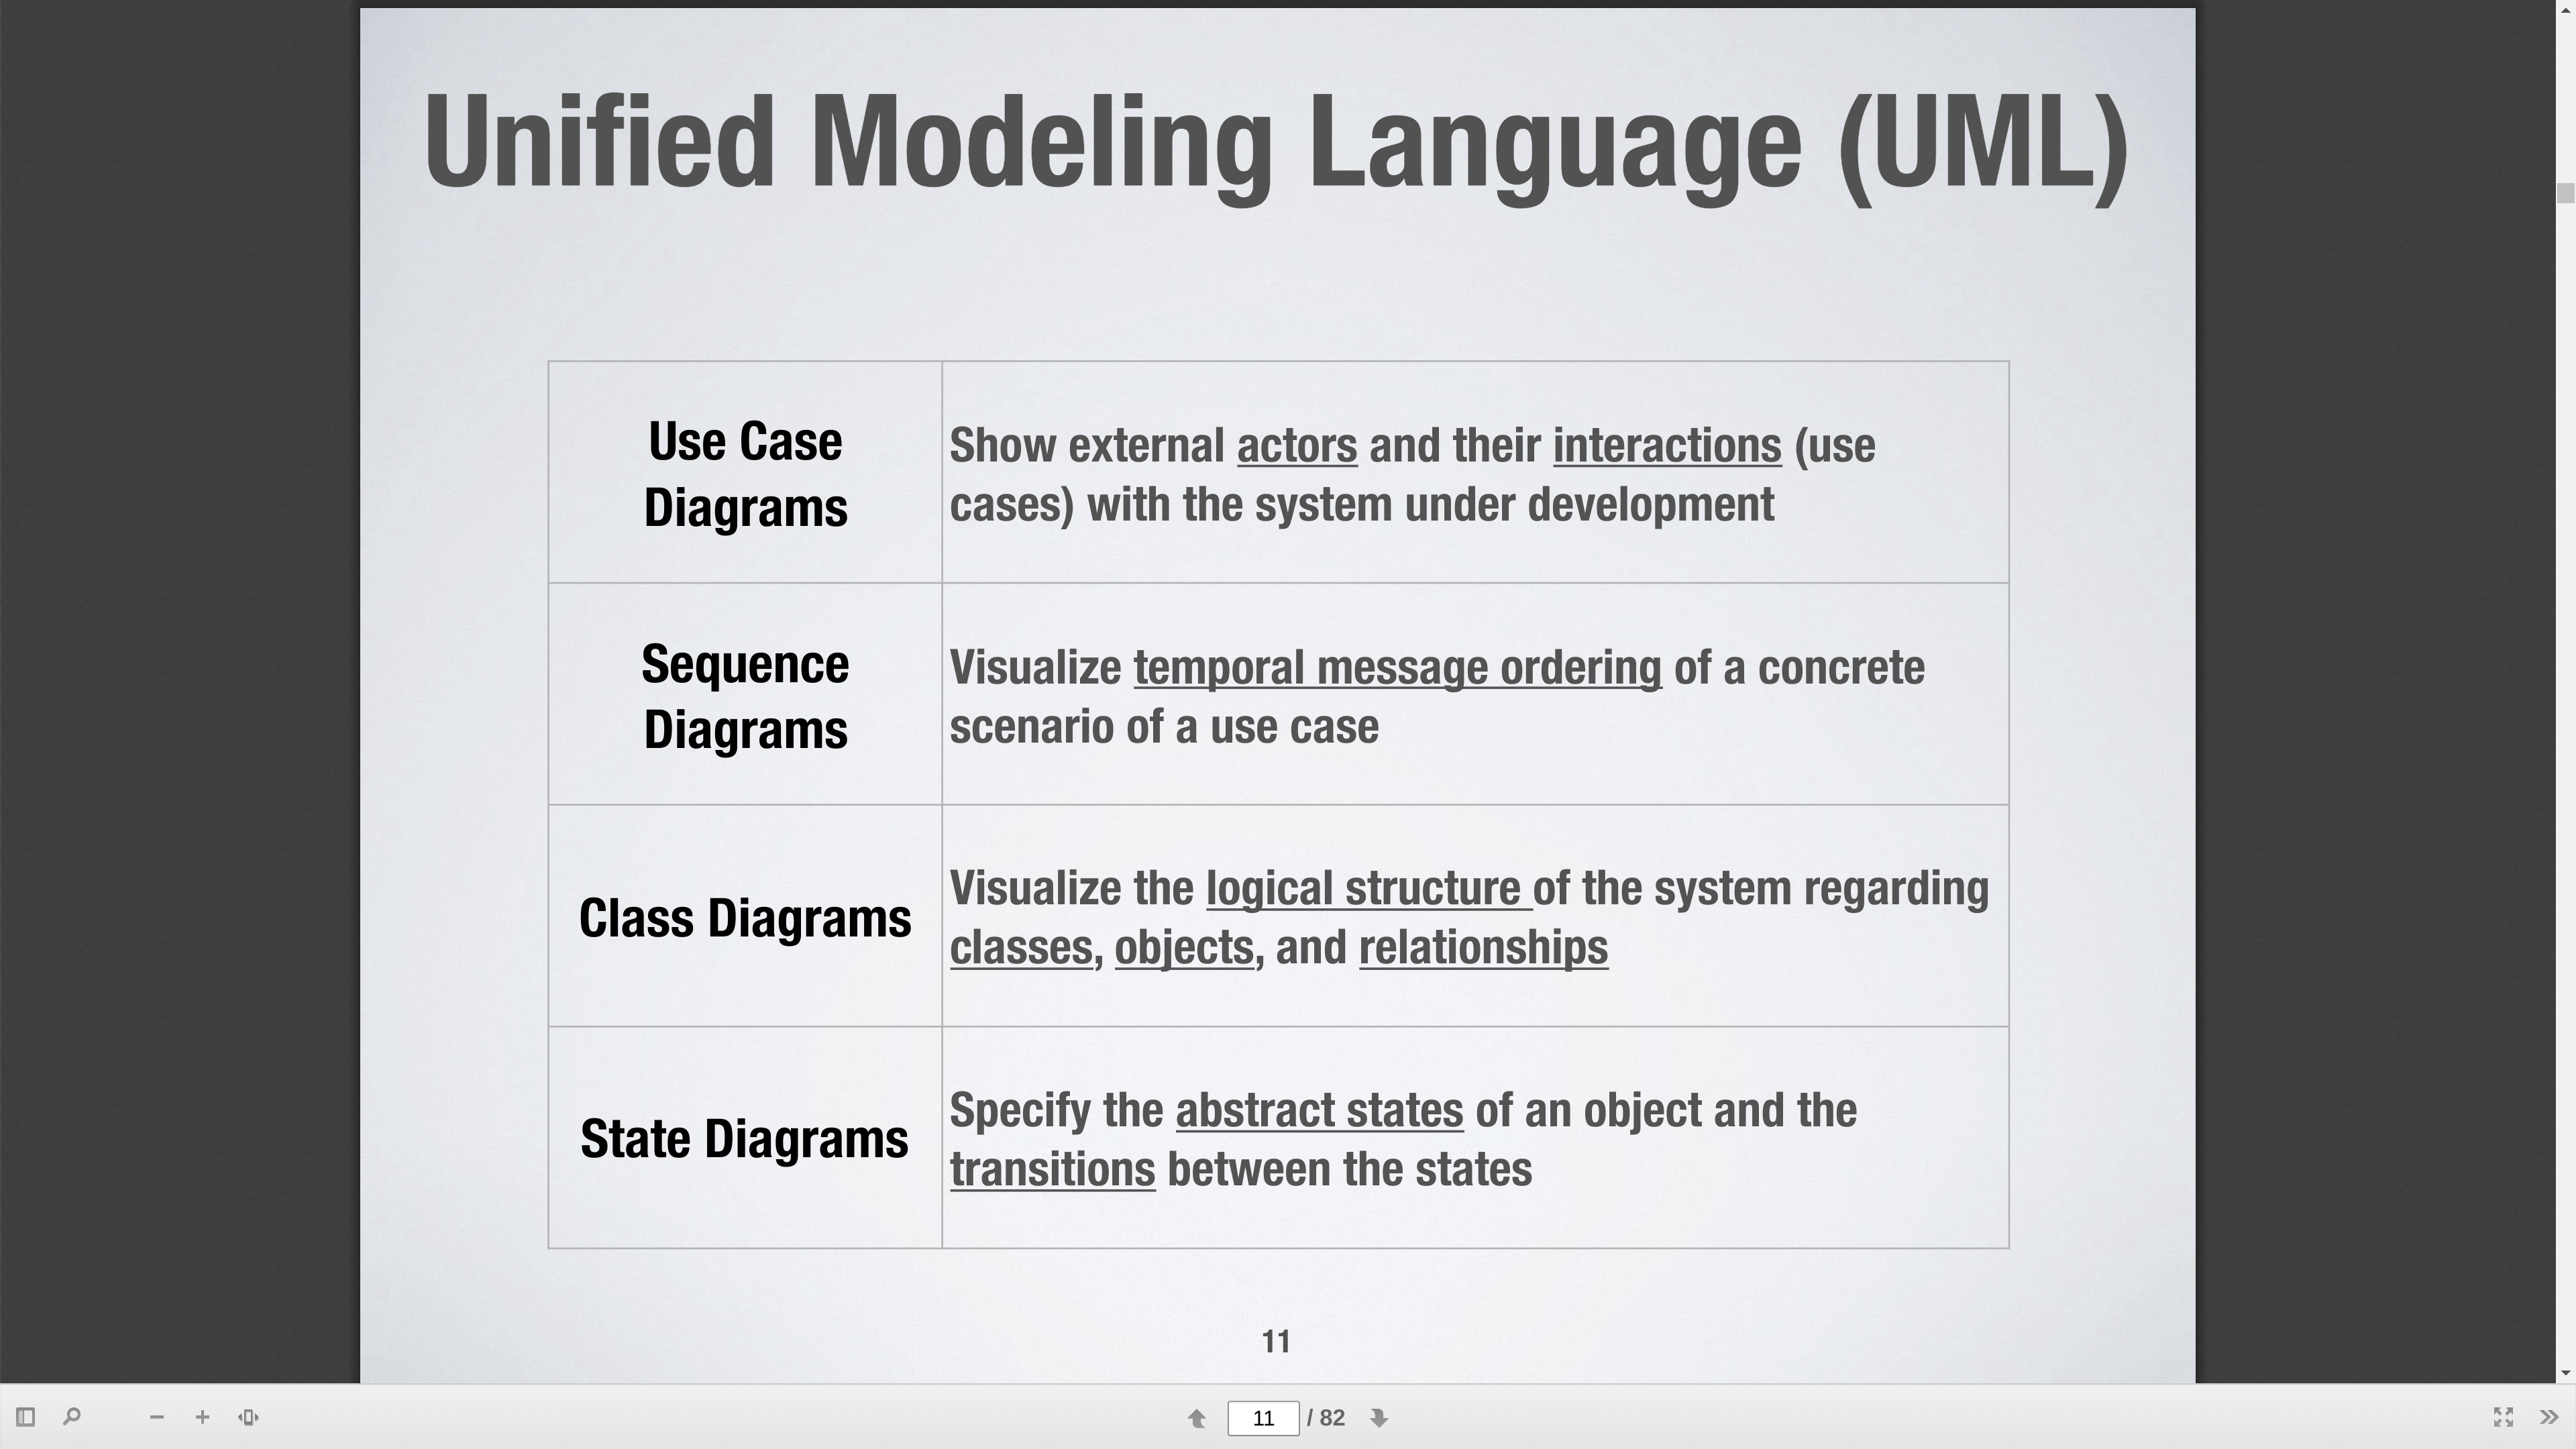 Unified Modeling Language (UML)
Use Case
Diagrams
Show external actors and their interactions (use
cases) with the system under development
Sequence
Diagrams
Visualize temporal message ordering of a concrete
scenario of a use case
Class Diagrams
Visualize the logical structure of the system regarding
classes, objects, and relationships
State Diagrams
Specify the abstract states of an object and the
transitions between the states
11
11 / 82